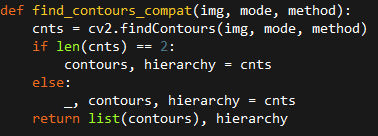 def find_contours_compat(img, mode, method):
    cnts = cv2.findContours(img, mode, method)
    if len(cnts) == 2:
        contours, hierarchy = cnts
    else:
        _, contours, hierarchy = cnts
    return list(contours), hierarchy